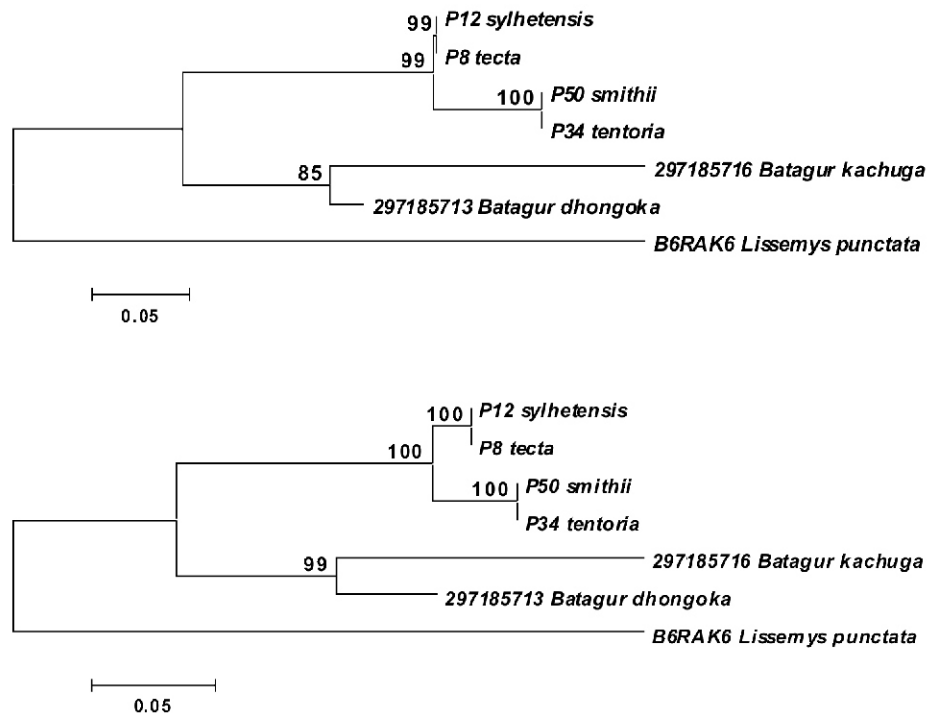 99 P12 sylhetensis
99 P8 tecta
100 P50 smithii
P34 tentoria
85 297185716 Batagur kachuga
297185713 Batagur dhongoka
B6RAK6 Lissemys punctata
0.05
100 P12 sylhetensis
100 P8 tecta
100 P50 smithii
P34 tentoria
99 297185716 Batagur kachuga
297185713 Batagur dhongoka
B6RAK6 Lissemys punctata
0.05